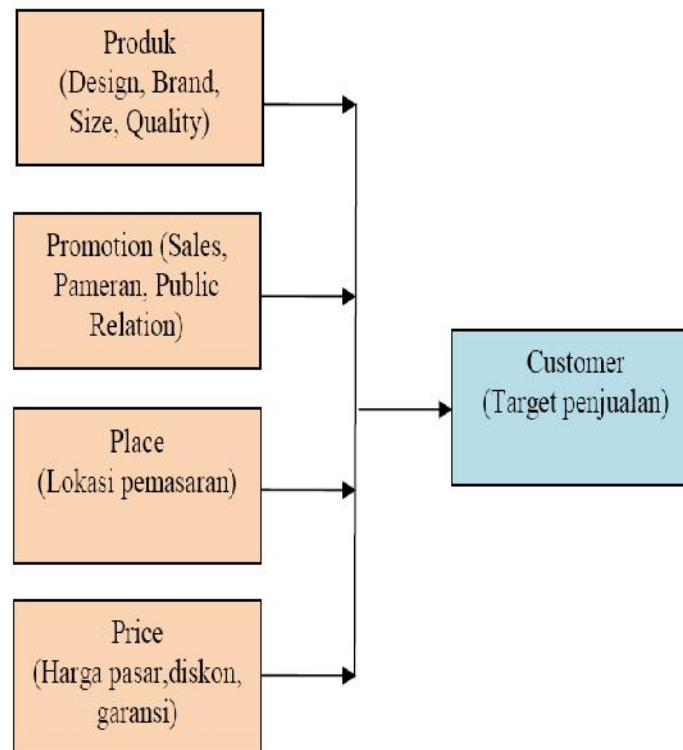 Produk
(Design, Brand,
Size, Quality)
Promotion (Sales,
Pameran, Public
Relation)
Place
(Lokasi pemasaran)
Price
(Harga pasar,diskon,
garansi)
Customer
(Target penjualan)